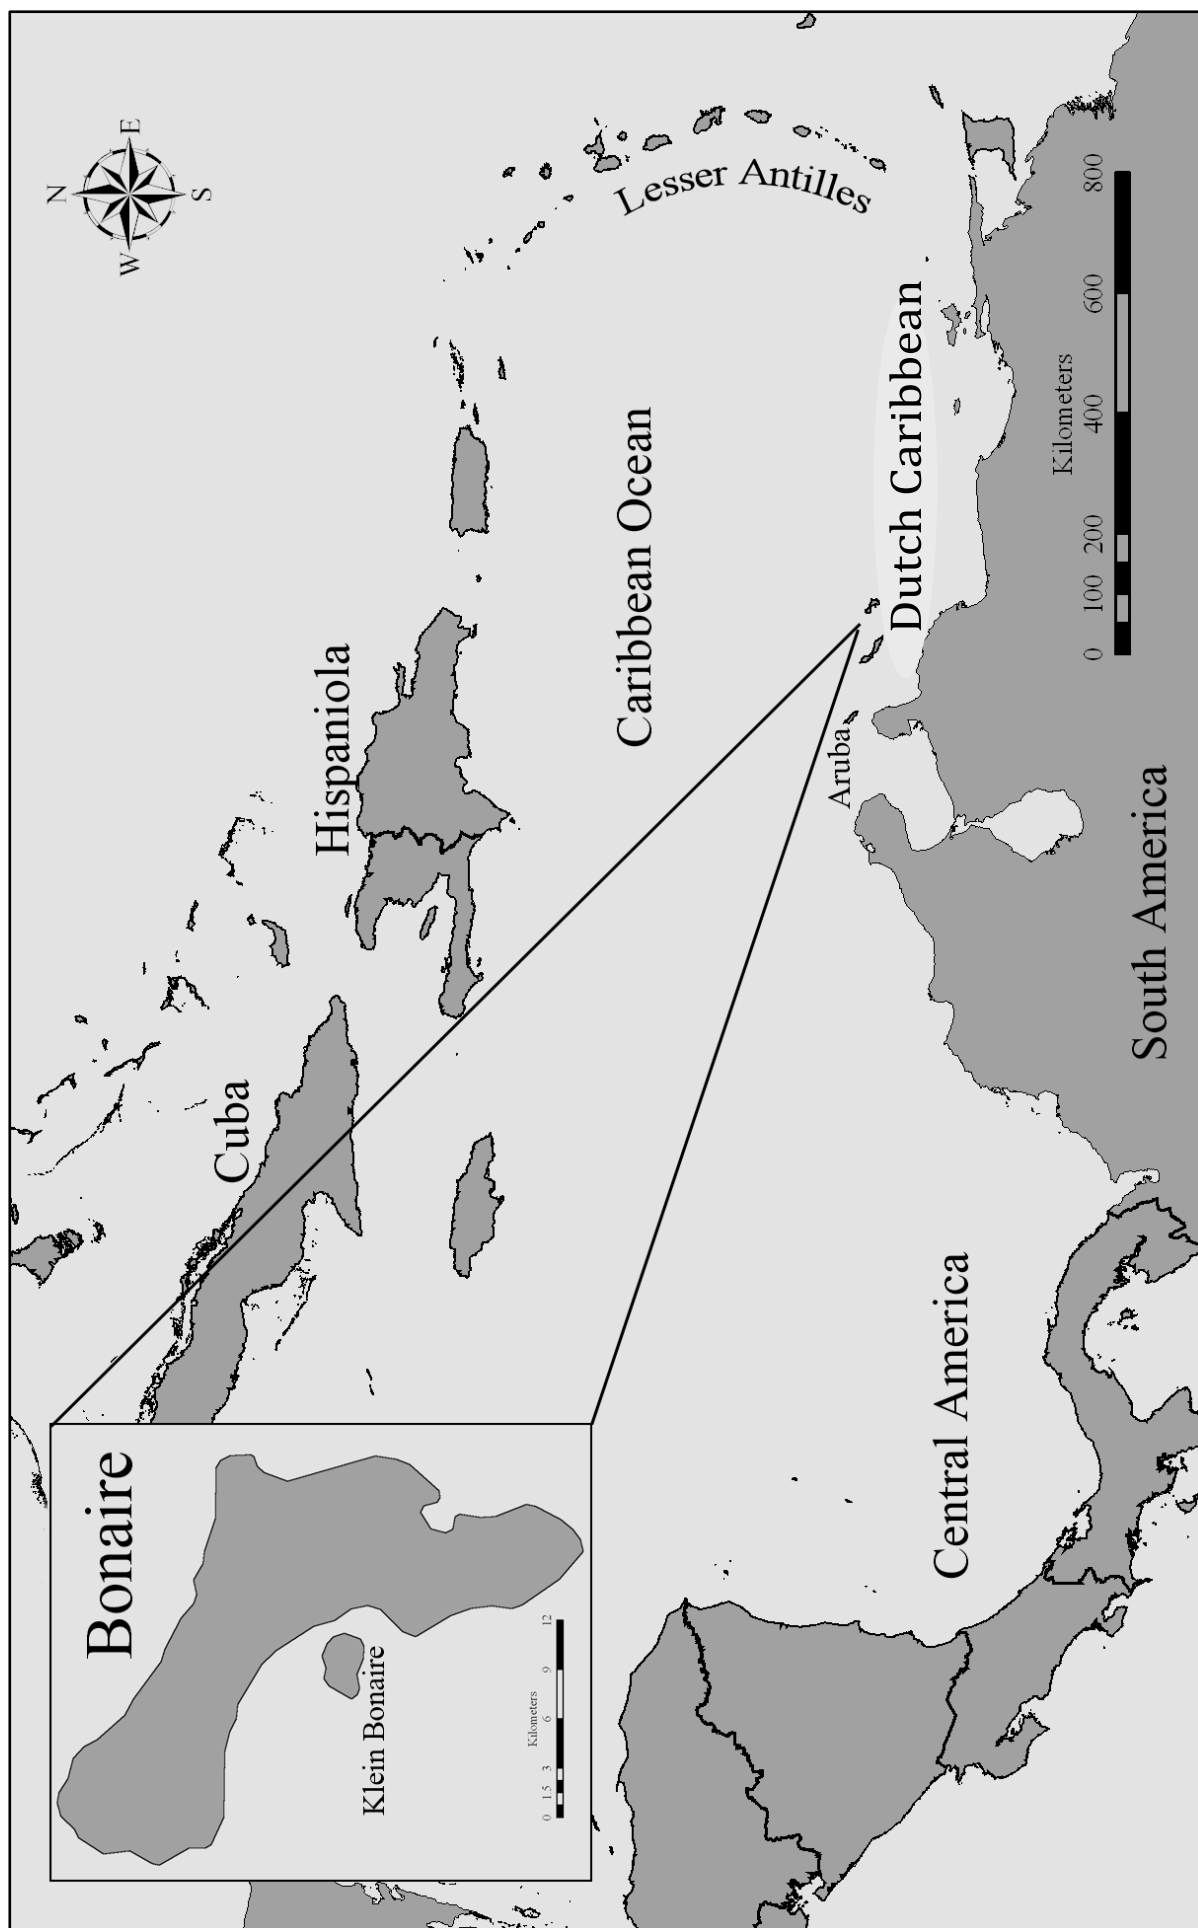 Bonaire
Klein Bonaire
Kilometers
0 1.5 3 6 9 12
Cuba
Hispaniola
N
W E
S
Lesser Antilles
Caribbean Ocean
Central America
Aruba
Dutch Caribbean
South America
Kilometers
0 100 200 400 600 800